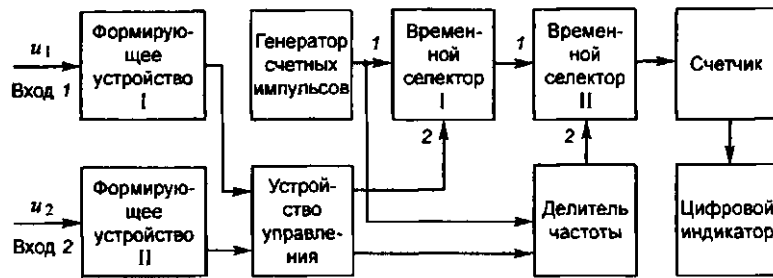 u1
Вход 1
Формирую-
щее
устройство
I
Генератор
счетных
импульсов
1
Времен-
ной
селектор
I
2
1
Времен-
ной
селектор
II
2
Счетчик
u2
Вход 2
Формирую-
щее
устройство
II
Устрой-
ство
управле-
ния
Делитель
частоты
Цифровой
индикатор